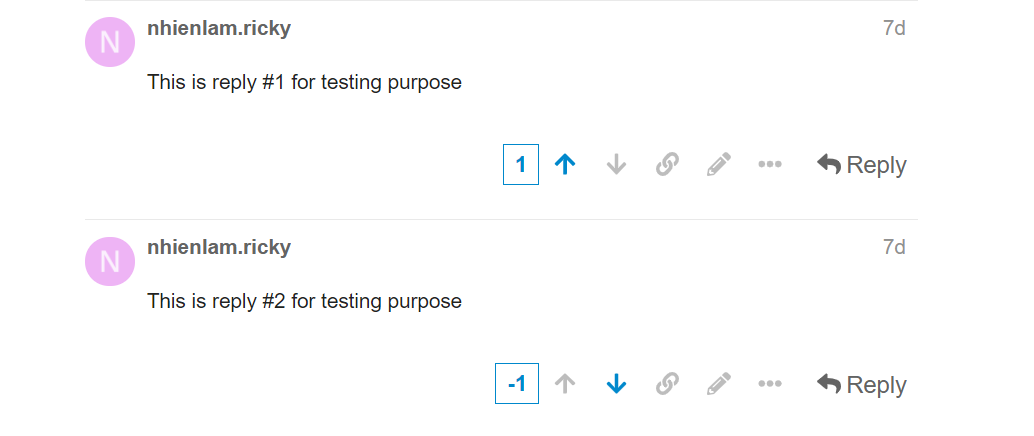 N nhienlam.ricky 7d
This is reply #1 for testing purpose
1 Reply
N nhienlam.ricky 7d
This is reply #2 for testing purpose
-1 Reply